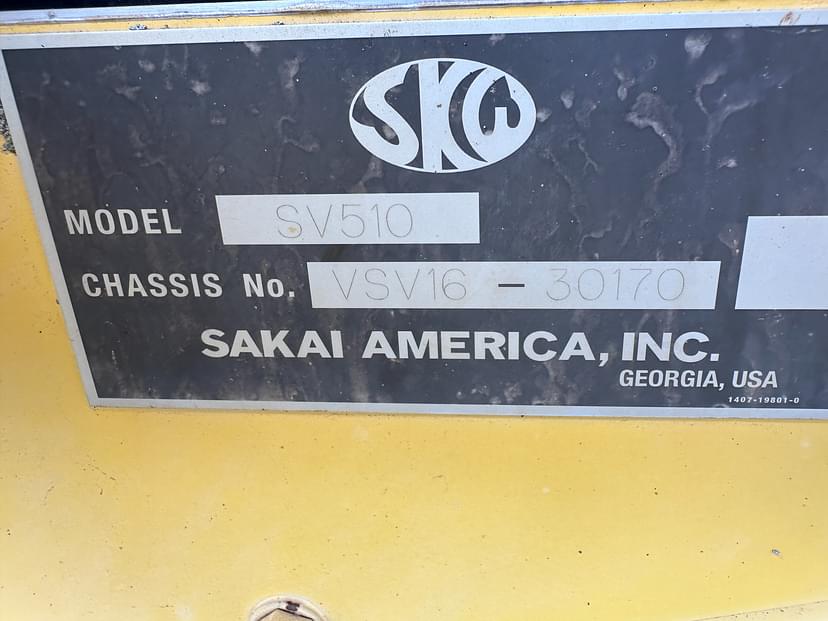 SKW
MODEL SV510
CHASSIS No. VSV16 - 30170
SAKAI AMERICA, INC.
GEORGIA, USA
1407-19801-0